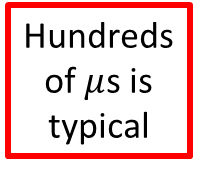 Hundreds
of 𝜇s is
typical